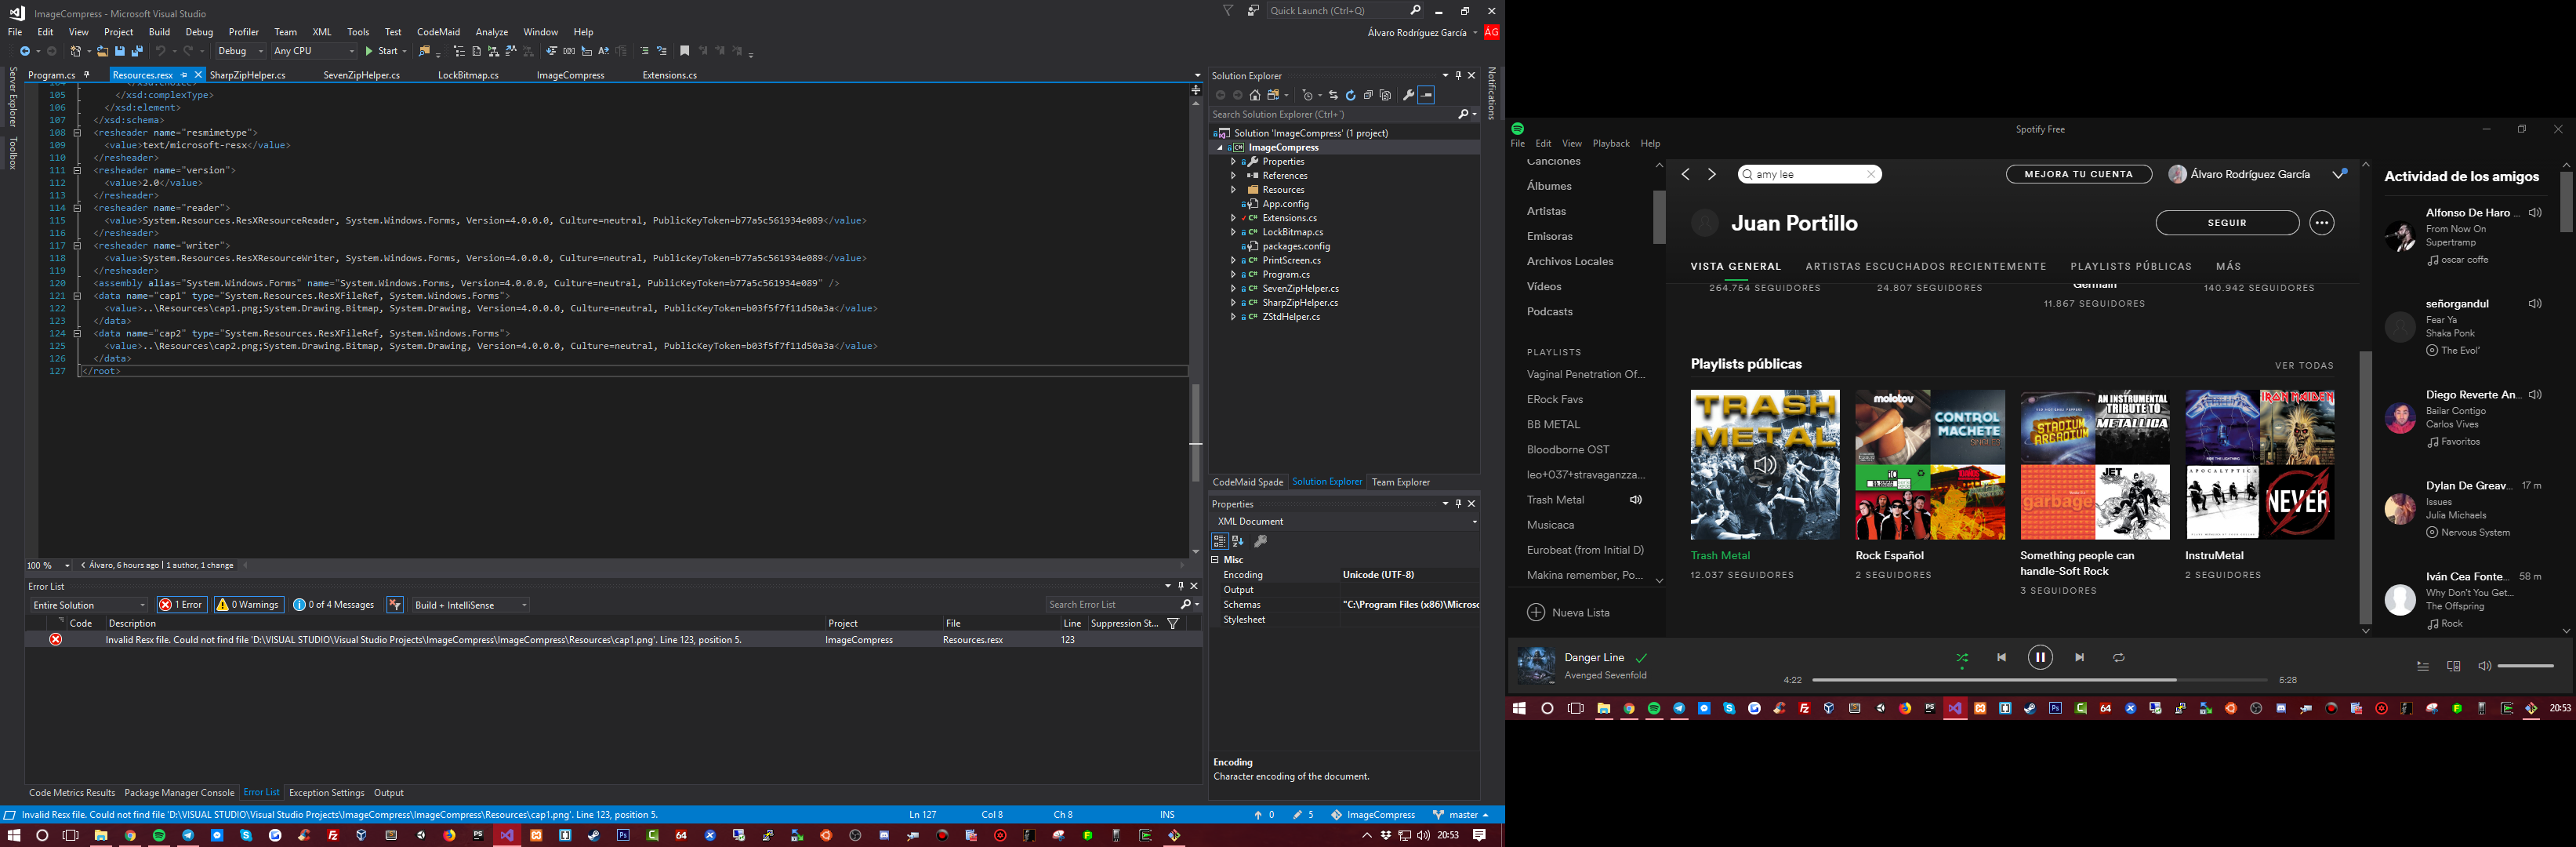 ImageCompress - Microsoft Visual Studio
Quick Launch (Ctrl+Q)
File Edit View Project Build Debug Profiler Team XML Tools Test CodeMaid Analyze Window Help
Álvaro Rodríguez García ÁG
Debug Any CPU Start
Server Explorer
Toolbox
Program.cs Resources.resx SharpZipHelper.cs SevenZipHelper.cs LockBitmap.cs ImageCompress Extensions.cs
104 </xsd:choice>
105 </xsd:complexType>
106 </xsd:element>
107 </xsd:schema>
108 <resheader name="resmimetype">
109 <value>text/microsoft-resx</value>
110 </resheader>
111 <resheader name="version">
112 <value>2.0</value>
113 </resheader>
114 <resheader name="reader">
115 <value>System.Resources.ResXResourceReader, System.Windows.Forms, Version=4.0.0.0, Culture=neutral, PublicKeyToken=b77a5c561934e089</value>
116 </resheader>
117 <resheader name="writer">
118 <value>System.Resources.ResXResourceWriter, System.Windows.Forms, Version=4.0.0.0, Culture=neutral, PublicKeyToken=b77a5c561934e089</value>
119 </resheader>
120 <assembly alias="System.Windows.Forms" name="System.Windows.Forms, Version=4.0.0.0, Culture=neutral, PublicKeyToken=b77a5c561934e089" />
121 <data name="cap1" type="System.Resources.ResXFileRef, System.Windows.Forms">
122 <value>..\Resources\cap1.png;System.Drawing.Bitmap, System.Drawing, Version=4.0.0.0, Culture=neutral, PublicKeyToken=b03f5f7f11d50a3a</value>
123 </data>
124 <data name="cap2" type="System.Resources.ResXFileRef, System.Windows.Forms">
125 <value>..\Resources\cap2.png;System.Drawing.Bitmap, System.Drawing, Version=4.0.0.0, Culture=neutral, PublicKeyToken=b03f5f7f11d50a3a</value>
126 </data>
127 </root>
100 % Álvaro, 6 hours ago | 1 author, 1 change
Error List
Entire Solution 1 Error 0 Warnings 0 of 4 Messages Build + IntelliSense Search Error List
Code Description Project File Line Suppression St...
Invalid Resx file. Could not find file 'D:\VISUAL STUDIO\Visual Studio Projects\ImageCompress\ImageCompress\Resources\cap1.png'. Line 123, position 5. ImageCompress Resources.resx 123
Code Metrics Results Package Manager Console Error List Exception Settings Output
Invalid Resx file. Could not find file 'D:\VISUAL STUDIO\Visual Studio Projects\ImageCompress\ImageCompress\Resources\cap1.png'. Line 123, position 5. Ln 127 Col 8 Ch 8 INS 0 5 ImageCompress master
20:53
Solution Explorer
Notifications
Search Solution Explorer (Ctrl+´)
Solution 'ImageCompress' (1 project)
ImageCompress
Properties
References
Resources
App.config
Extensions.cs
LockBitmap.cs
packages.config
PrintScreen.cs
Program.cs
SevenZipHelper.cs
SharpZipHelper.cs
ZStdHelper.cs
CodeMaid Spade Solution Explorer Team Explorer
Properties
XML Document
Misc
Encoding Unicode (UTF-8)
Output
Schemas "C:\Program Files (x86)\Microso
Stylesheet
Encoding
Character encoding of the document.
Spotify Free
File Edit View Playback Help
Canciones
Álbumes
Artistas
Emisoras
Archivos Locales
Vídeos
Podcasts
PLAYLISTS
Vaginal Penetration Of...
ERock Favs
BB METAL
Bloodborne OST
leo+037+stravaganzza...
Trash Metal
Musicaca
Eurobeat (from Initial D)
Makina remember, Po...
Nueva Lista
amy lee
MEJORA TU CUENTA
Álvaro Rodríguez García
Juan Portillo
SEGUIR
VISTA GENERAL ARTISTAS ESCUCHADOS RECIENTEMENTE PLAYLISTS PÚBLICAS MÁS
264.754 SEGUIDORES 24.807 SEGUIDORES Germain 140.942 SEGUIDORES
11.867 SEGUIDORES
Playlists públicas
VER TODAS
TRASH METAL
molotov
CONTROL MACHETE
STADIUM ARCADIUM
AN INSTRUMENTAL TRIBUTE TO METALLICA
garbage
JET
IRON MAIDEN
APOCALYPTICA
NEVER
Trash Metal
12.037 SEGUIDORES
Rock Español
2 SEGUIDORES
Something people can handle-Soft Rock
3 SEGUIDORES
InstruMetal
2 SEGUIDORES
Actividad de los amigos
Alfonso De Haro ...
From Now On
Supertramp
oscar coffe
señorgandul
Fear Ya
Shaka Ponk
The Evol'
Diego Reverte An...
Bailar Contigo
Carlos Vives
Favoritos
Dylan De Greav... 17 m
Issues
Julia Michaels
Nervous System
Iván Cea Fonte... 58 m
Why Don't You Get...
The Offspring
Rock
Danger Line
Avenged Sevenfold
4:22 5:28
20:53